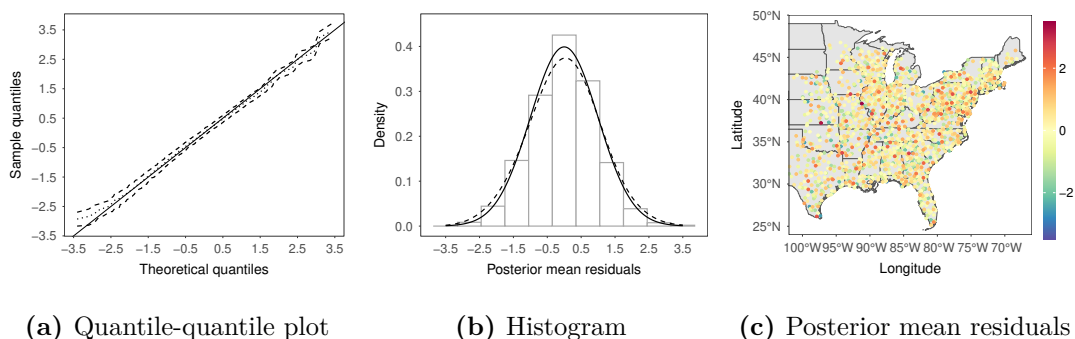 3.5
2.5
1.5
0.5
−0.5
−1.5
−2.5
−3.5
Sample quantiles
−3.5 −2.5 −1.5 −0.5 0.5 1.5 2.5 3.5
Theoretical quantiles
0.4
0.3
0.2
0.1
0.0
Density
−3.5 −2.5 −1.5 −0.5 0.5 1.5 2.5 3.5
Posterior mean residuals
50°N
45°N
40°N
35°N
30°N
25°N
Latitude
100°W 95°W 90°W 85°W 80°W 75°W 70°W
Longitude
2
0
−2
(a) Quantile-quantile plot
(b) Histogram
(c) Posterior mean residuals